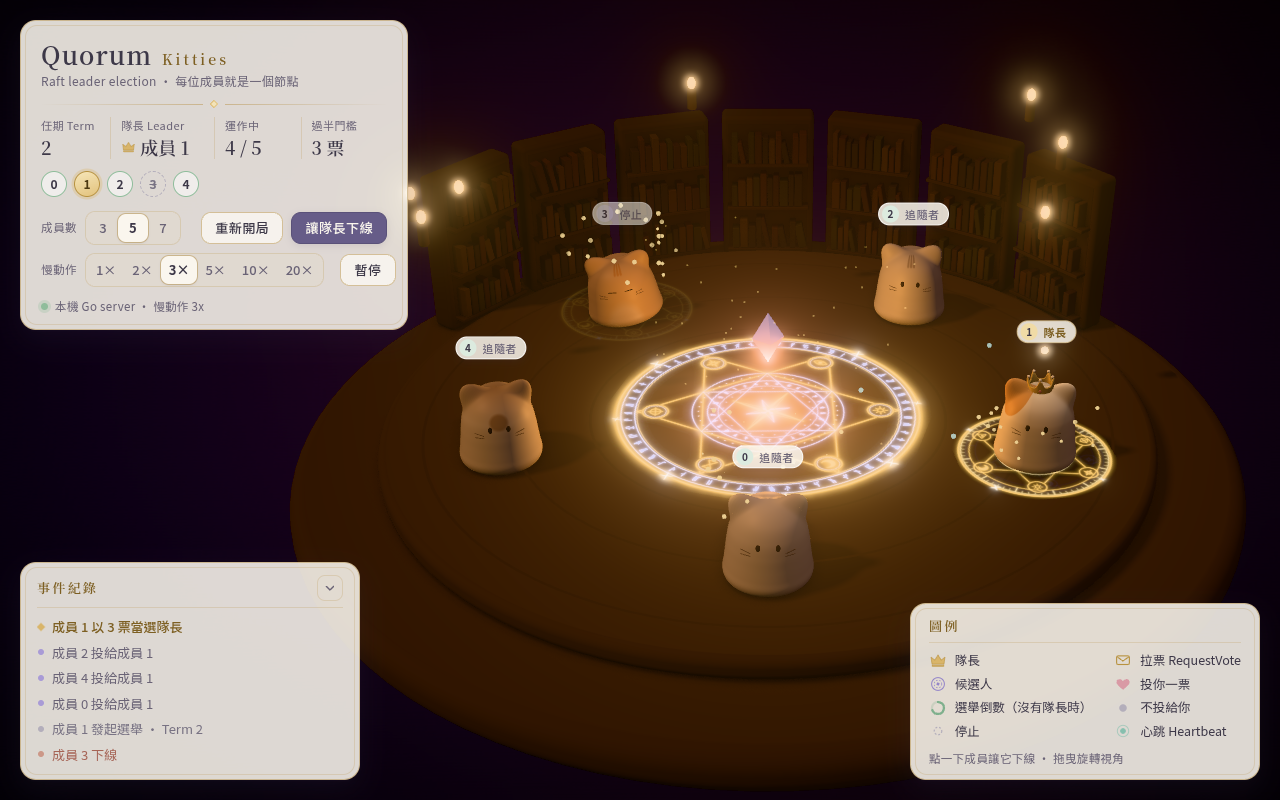 Quorum Kitties
Raft leader election • 每位成員就是一個節點
任期 Term
2
隊長 Leader
成員 1
運作中
4 / 5
過半門檻
3 票
0 1 2 3 4
成員數 3 5 7 重新開局 讓隊長下線
慢動作 1× 2× 3× 5× 10× 20× 暫停
本機 Go server • 慢動作 3x
3 停止
2 追隨者
1 隊長
4 追隨者
0 追隨者
事件紀錄
成員 1 以 3 票當選隊長
成員 2 投給成員 1
成員 4 投給成員 1
成員 0 投給成員 1
成員 1 發起選舉 • Term 2
成員 3 下線
圖例
隊長
拉票 RequestVote
候選人
投你一票
選舉倒數（沒有隊長時）
不投給你
停止
心跳 Heartbeat
點一下成員讓它下線 • 拖曳旋轉視角